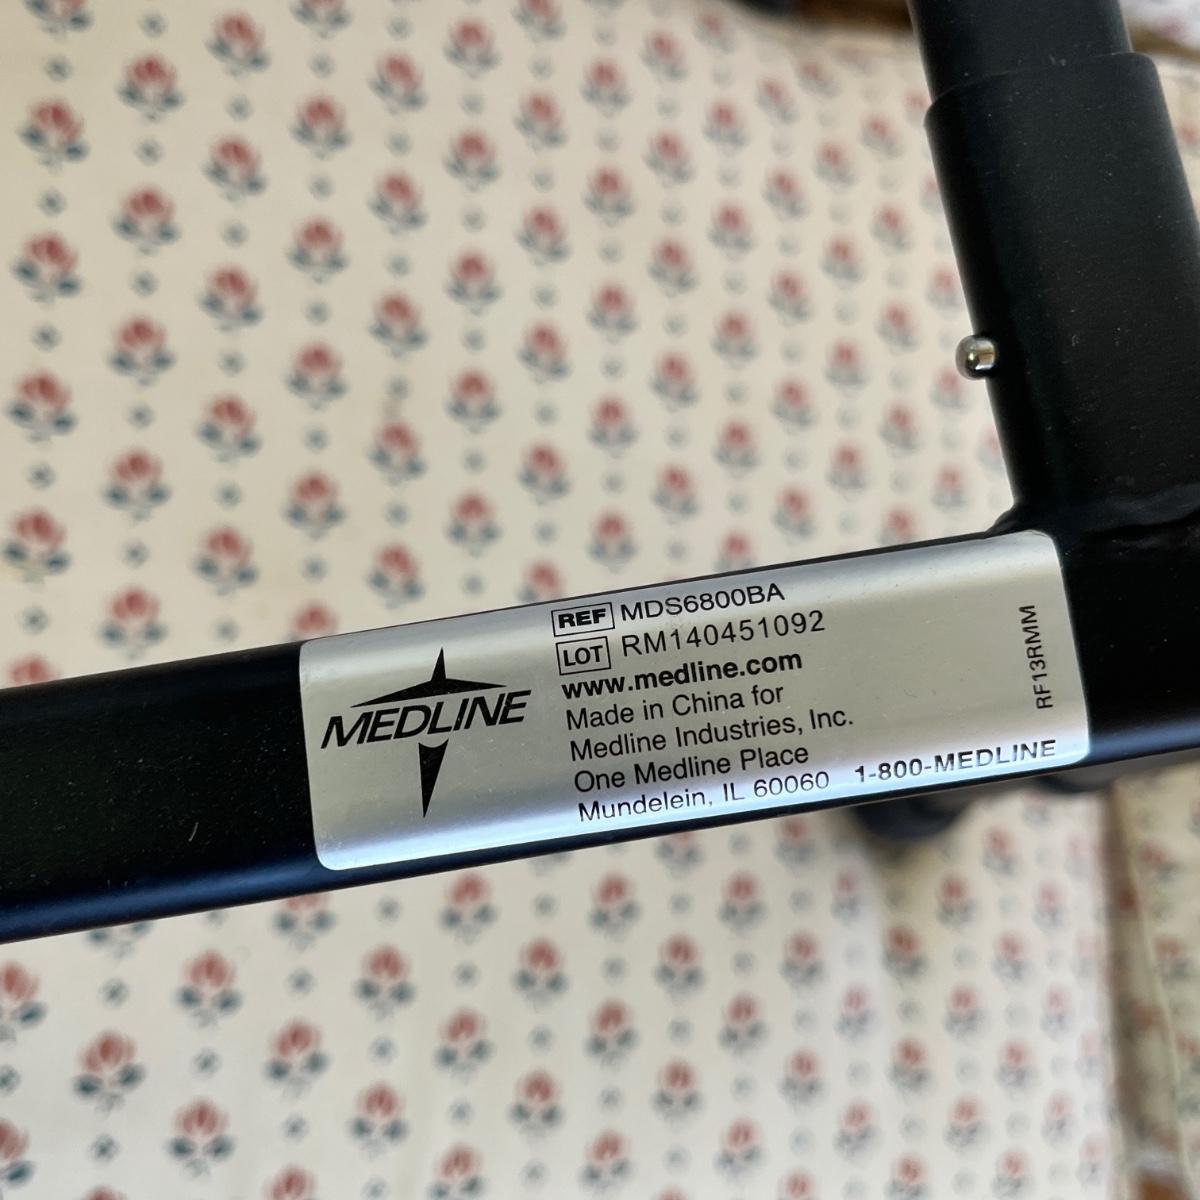 MEDLINE
REF MDS6800BA
LOT RM140451092
www.medline.com
Made in China for
Medline Industries, Inc.
One Medline Place
Mundelein, IL 60060 1-800-MEDLINE
RF13RMM